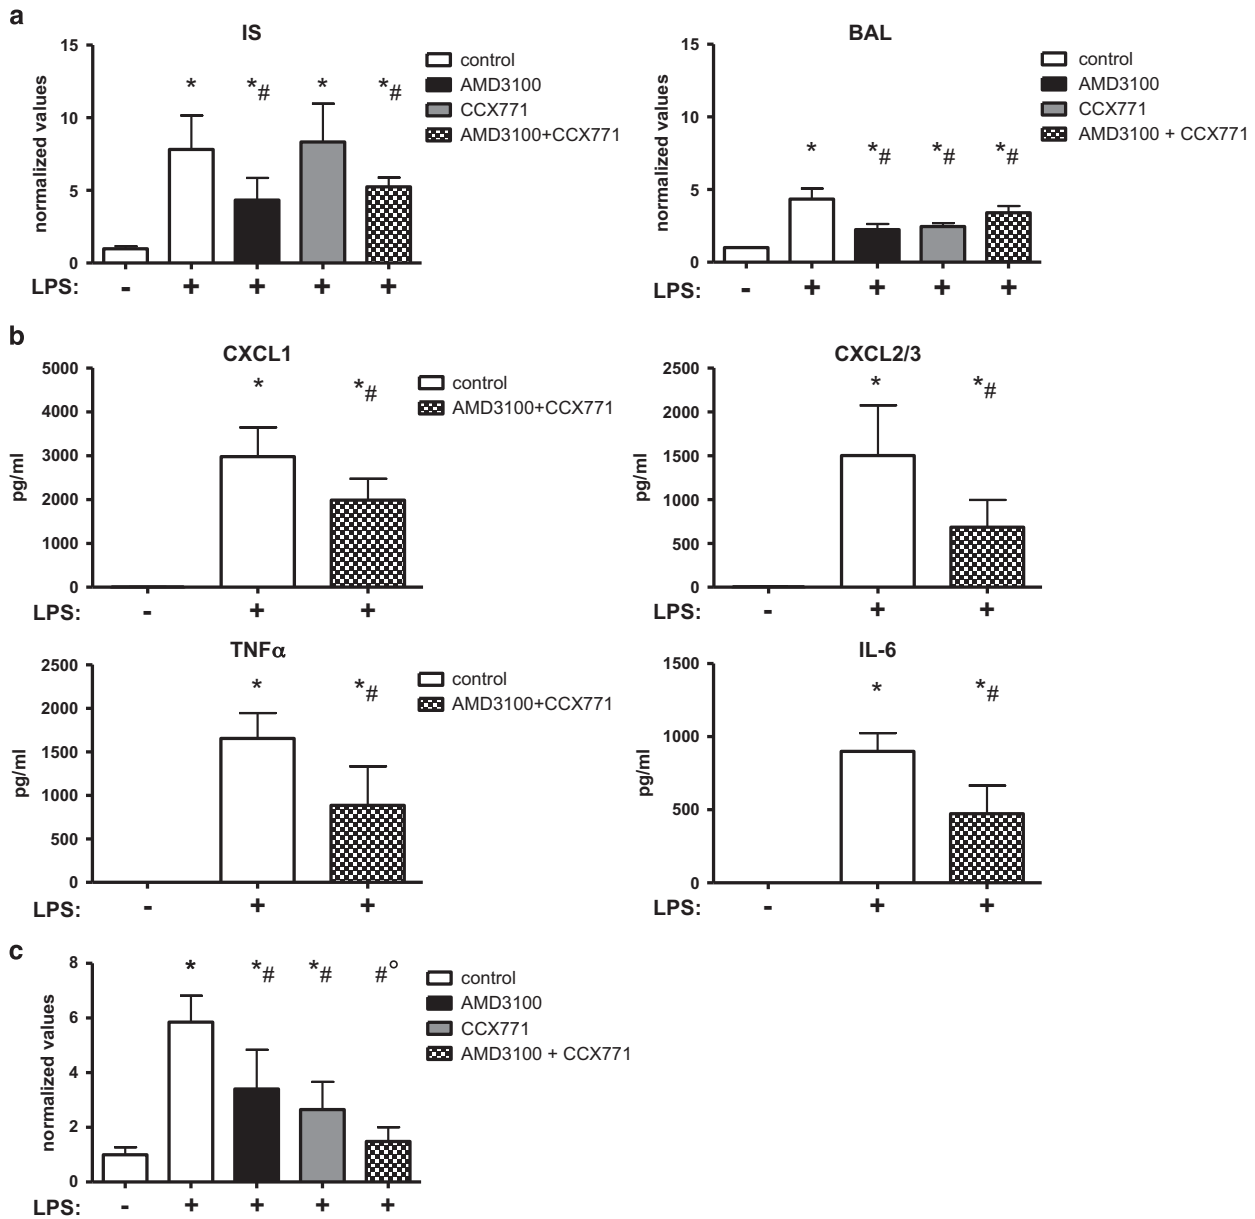 a
IS
normalized values
15
10
5
0
* *# * *#
control
AMD3100
CCX771
AMD3100+CCX771
LPS: - + + + +
BAL
normalized values
15
10
5
0
* *# *# *#
control
AMD3100
CCX771
AMD3100 + CCX771
LPS: - + + + +
b
CXCL1
pg/ml
5000
4000
3000
2000
1000
0
* *#
control
AMD3100+CCX771
LPS: - + +
CXCL2/3
pg/ml
2500
2000
1500
1000
500
0
* *#
LPS: - + +
TNFα
pg/ml
2500
2000
1500
1000
500
0
* *#
control
AMD3100+CCX771
LPS: - + +
IL-6
pg/ml
1500
1000
500
0
* *#
LPS: - + +
c
normalized values
8
6
4
2
0
* *# *# #°
control
AMD3100
CCX771
AMD3100 + CCX771
LPS: - + + + +